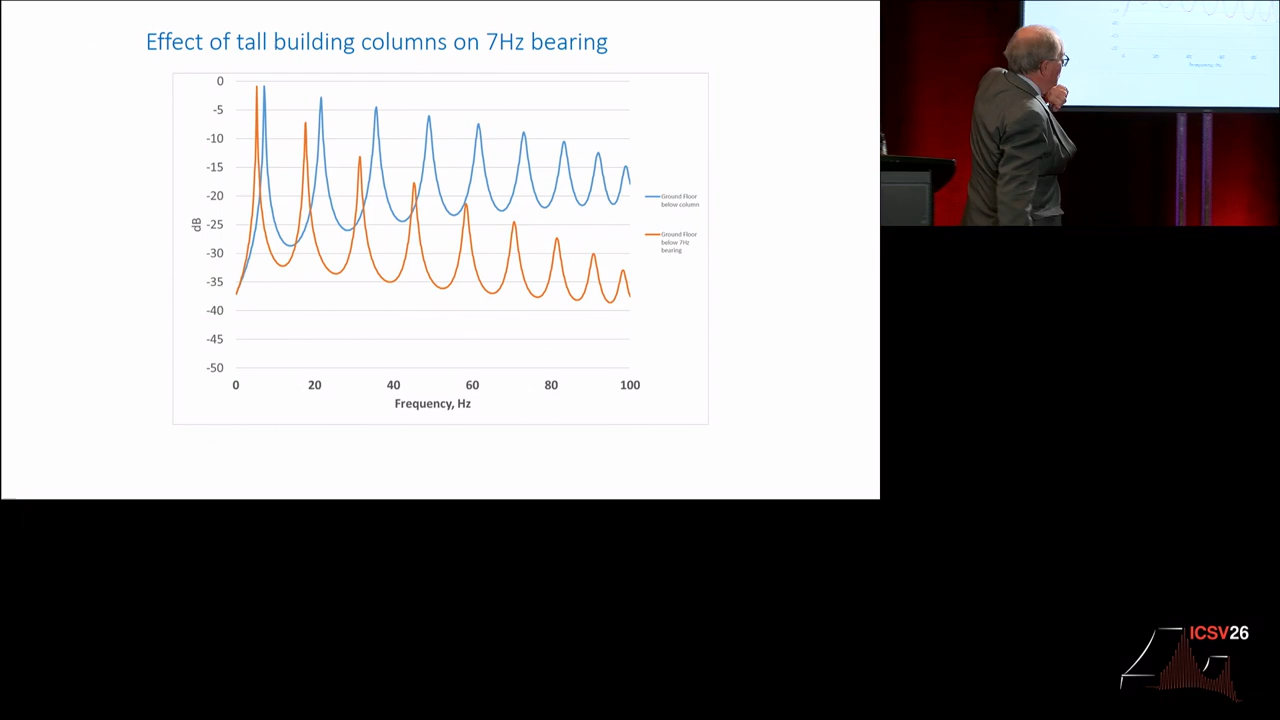 Effect of tall building columns on 7Hz bearing
0
-5
-10
-15
-20
-25
-30
-35
-40
-45
-50
dB
0 20 40 60 80 100
Frequency, Hz
Ground Floor
below column
Ground Floor
below 7Hz
bearing
ICSV26